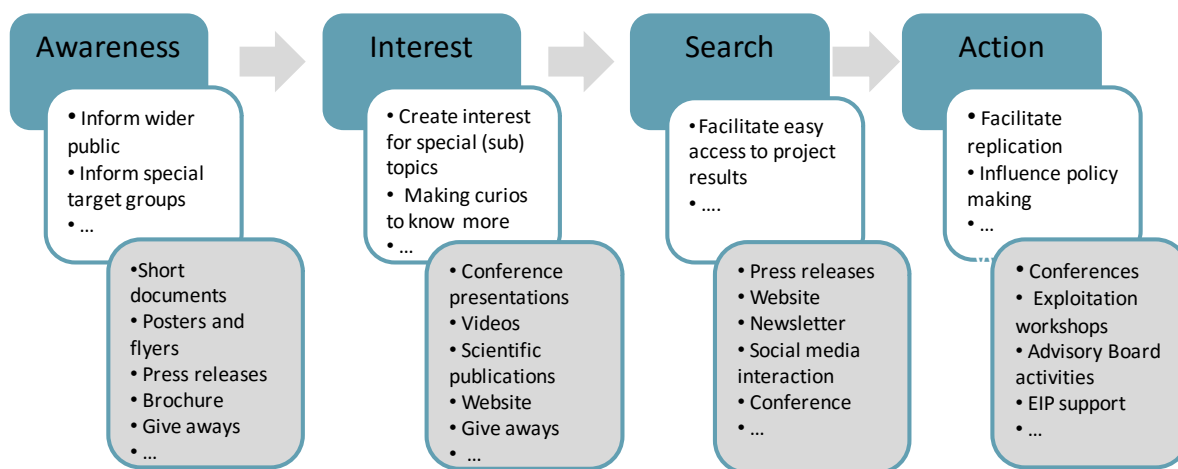 Awareness
• Inform wider
public
• Inform special
target groups
• ...
•Short
documents
• Posters and
flyers
• Press releases
• Brochure
• Give aways
• ...
Interest
• Create interest
for special (sub)
topics
• Making curios
to know more
• ...
• Conference
presentations
• Videos
• Scientific
publications
• Website
• Give aways
• ...
Search
•Facilitate easy
access to project
results
• ....
• Press releases
• Website
• Newsletter
• Social media
interaction
• Conference
• ...
Action
• Facilitate
replication
• Influence policy
making
• ...
• Conferences
• Exploitation
workshops
• Advisory Board
activities
• EIP support
• ...